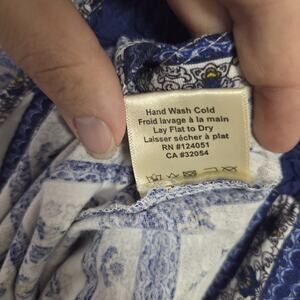 Hand Wash Cold
Froid lavage à la main
Lay Flat to Dry
Laisser sécher à plat
RN #124051
CA #32054